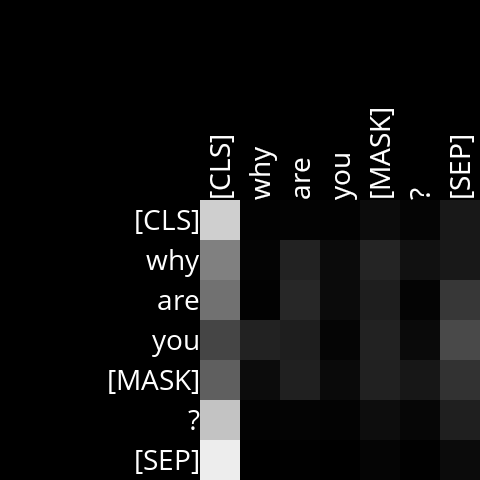 [CLS] why are you [MASK] ? [SEP]
[CLS]
why
are
you
[MASK]
?
[SEP]